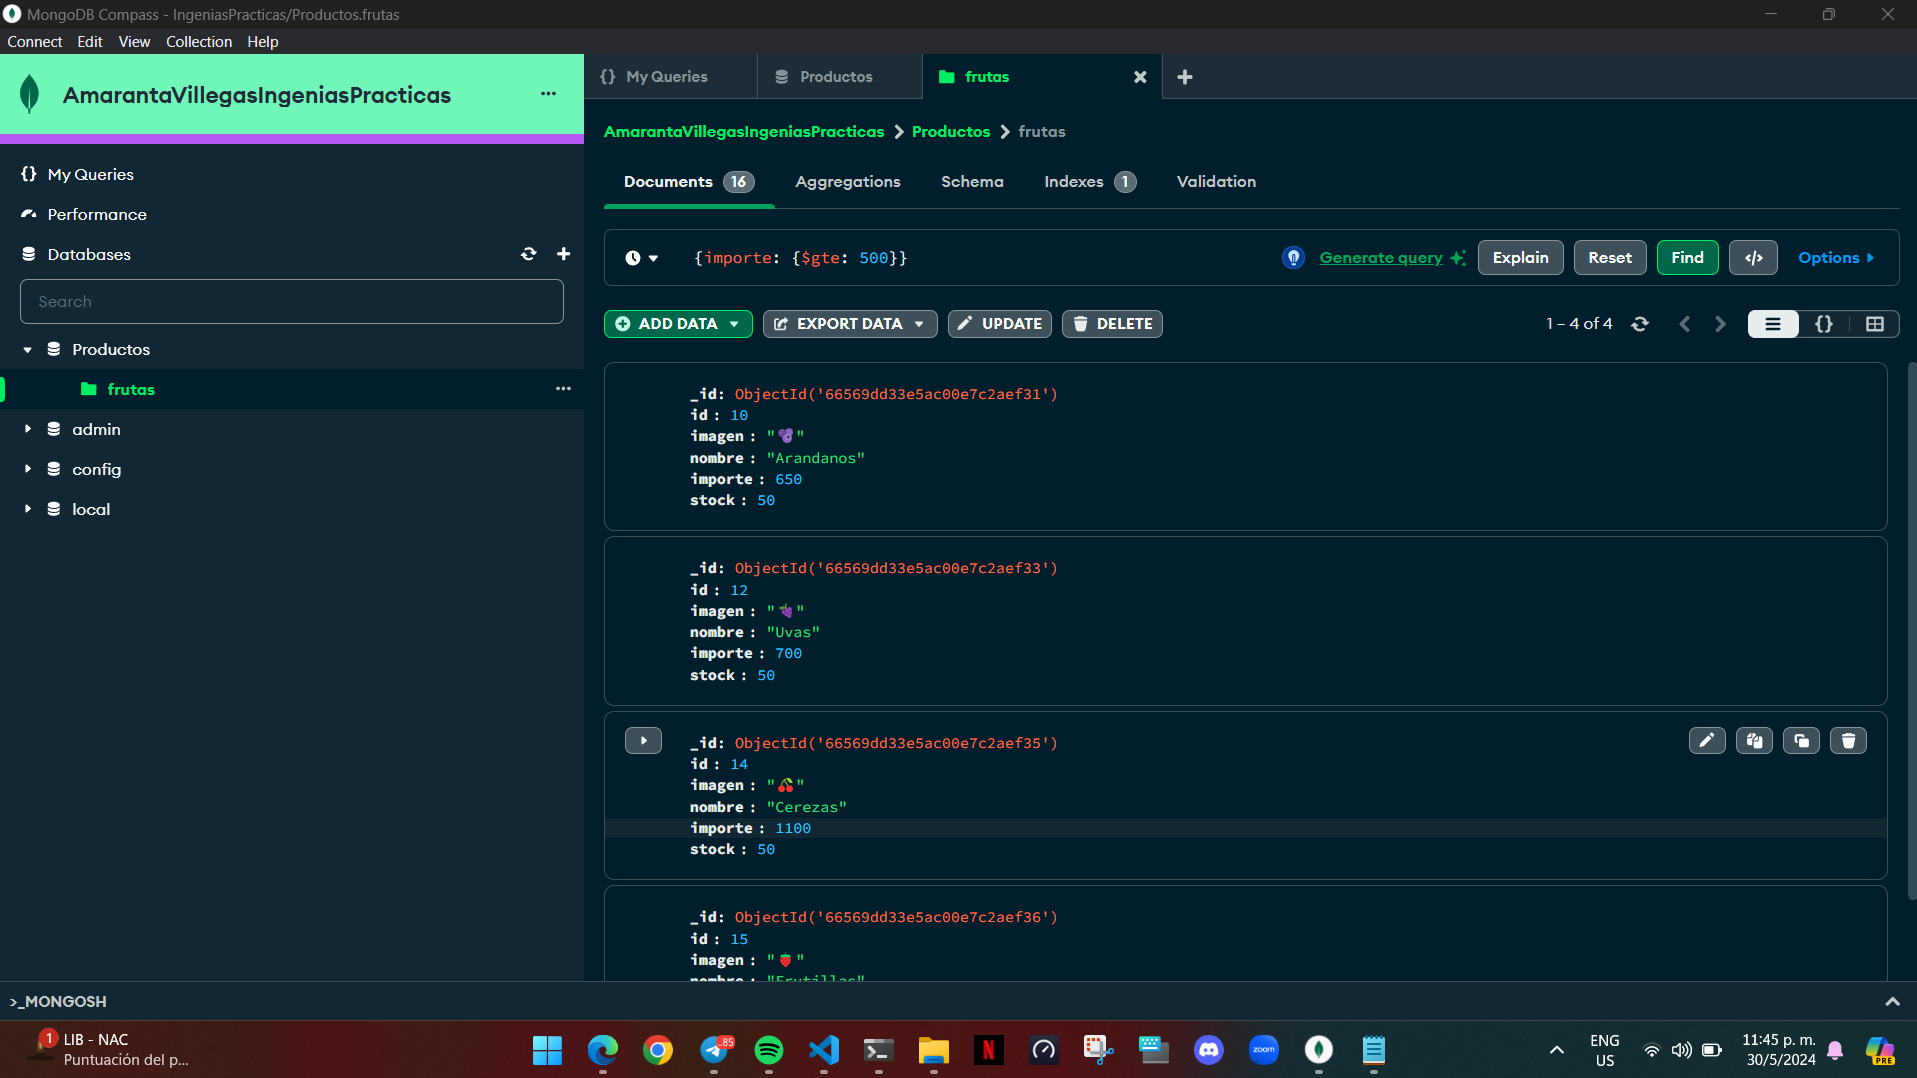 MongoDB Compass - IngeniasPracticas/Productos.frutas
Connect Edit View Collection Help
AmarantaVillegasIngeniasPracticas
My Queries
Performance
Databases
Search
Productos
frutas
admin
config
local
My Queries Productos frutas
AmarantaVillegasIngeniasPracticas > Productos > frutas
Documents 16 Aggregations Schema Indexes 1 Validation
{importe: {$gte: 500}}
Generate query Explain Reset Find </> Options
ADD DATA EXPORT DATA UPDATE DELETE
1 – 4 of 4 {}
_id: ObjectId('66569dd33e5ac00e7c2aef31')
id : 10
imagen : "🫐"
nombre : "Arandanos"
importe : 650
stock : 50
_id: ObjectId('66569dd33e5ac00e7c2aef33')
id : 12
imagen : "🍇"
nombre : "Uvas"
importe : 700
stock : 50
_id: ObjectId('66569dd33e5ac00e7c2aef35')
id : 14
imagen : "🍒"
nombre : "Cerezas"
importe : 1100
stock : 50
_id: ObjectId('66569dd33e5ac00e7c2aef36')
id : 15
imagen : "🍓"
nombre : "Frutillas"
>_MONGOSH
1 LIB - NAC
Puntuación del p...
..85
N
zoom
ENG
US
11:45 p. m.
30/5/2024
PRE